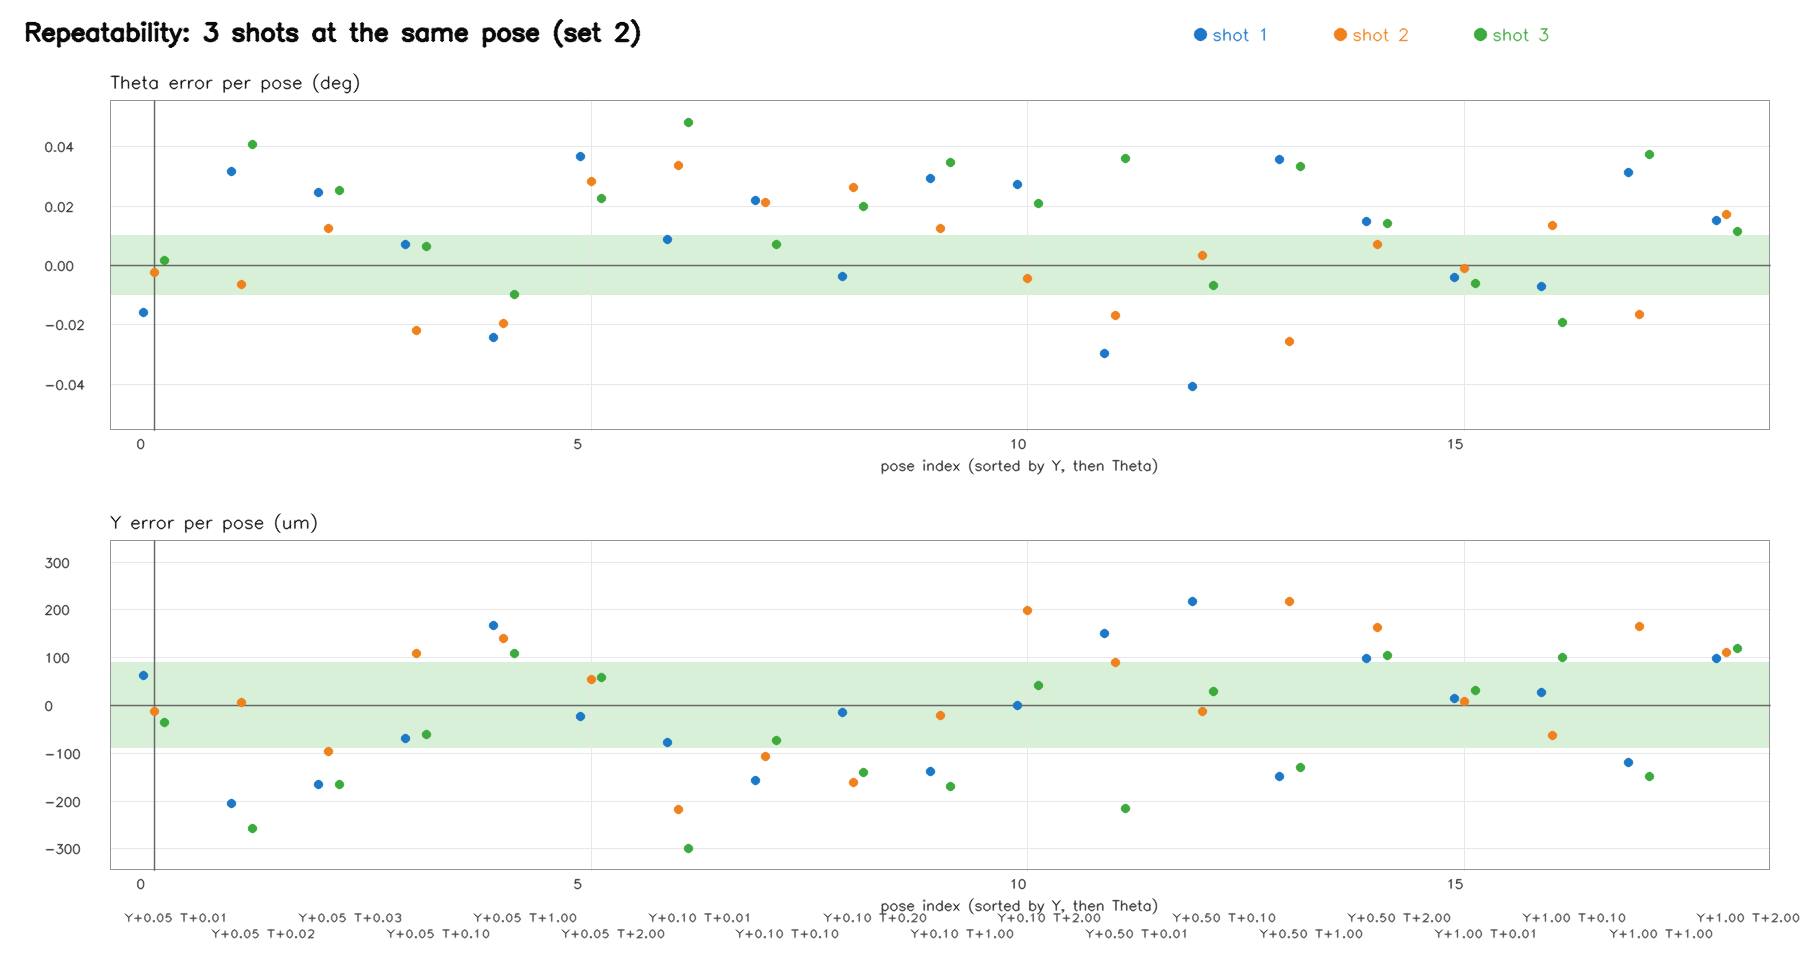 Repeatability: 3 shots at the same pose (set 2)
shot 1 shot 2 shot 3
Theta error per pose (deg)
0.04
0.02
0.00
−0.02
−0.04
0 5 10 15
pose index (sorted by Y, then Theta)
Y error per pose (um)
300
200
100
0
−100
−200
−300
0 5 10 15
pose index (sorted by Y, then Theta)
Y+0.05 T+0.01 Y+0.05 T+0.03 Y+0.05 T+1.00 Y+0.10 T+0.01 Y+0.10 T+0.20 Y+0.10 T+2.00 Y+0.50 T+0.10 Y+0.50 T+2.00 Y+1.00 T+0.10 Y+1.00 T+2.00
Y+0.05 T+0.02 Y+0.05 T+0.10 Y+0.05 T+2.00 Y+0.10 T+0.10 Y+0.10 T+1.00 Y+0.50 T+0.01 Y+0.50 T+1.00 Y+1.00 T+0.01 Y+1.00 T+1.00